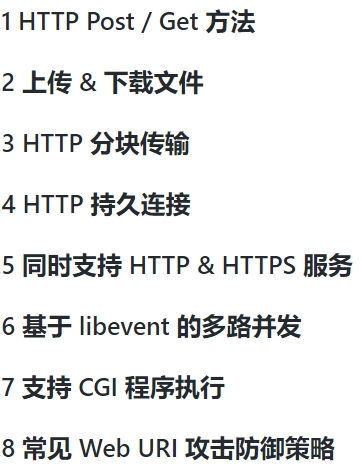 1 HTTP Post / Get 方法
.2 上传 & 下载文件
.3 HTTP 分块传输
.4 HTTP 持久连接
.5 同时支持 HTTP & HTTPS 服务
.6 基于 libevent 的多路并发
.7 支持 CGI 程序执行
.8 常见 Web URI 攻击防御策略